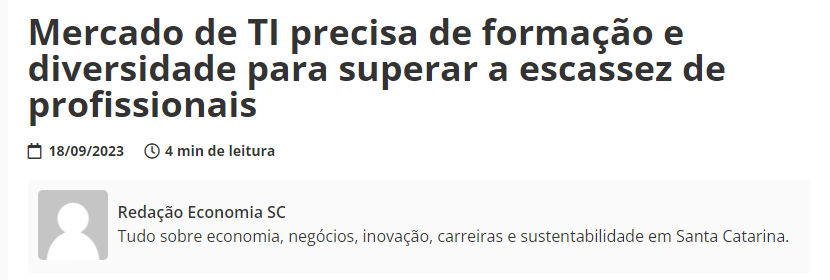 Mercado de TI precisa de formação e
diversidade para superar a escassez de
profissionais
18/09/2023 4 min de leitura
Redação Economia SC
Tudo sobre economia, negócios, inovação, carreiras e sustentabilidade em Santa Catarina.